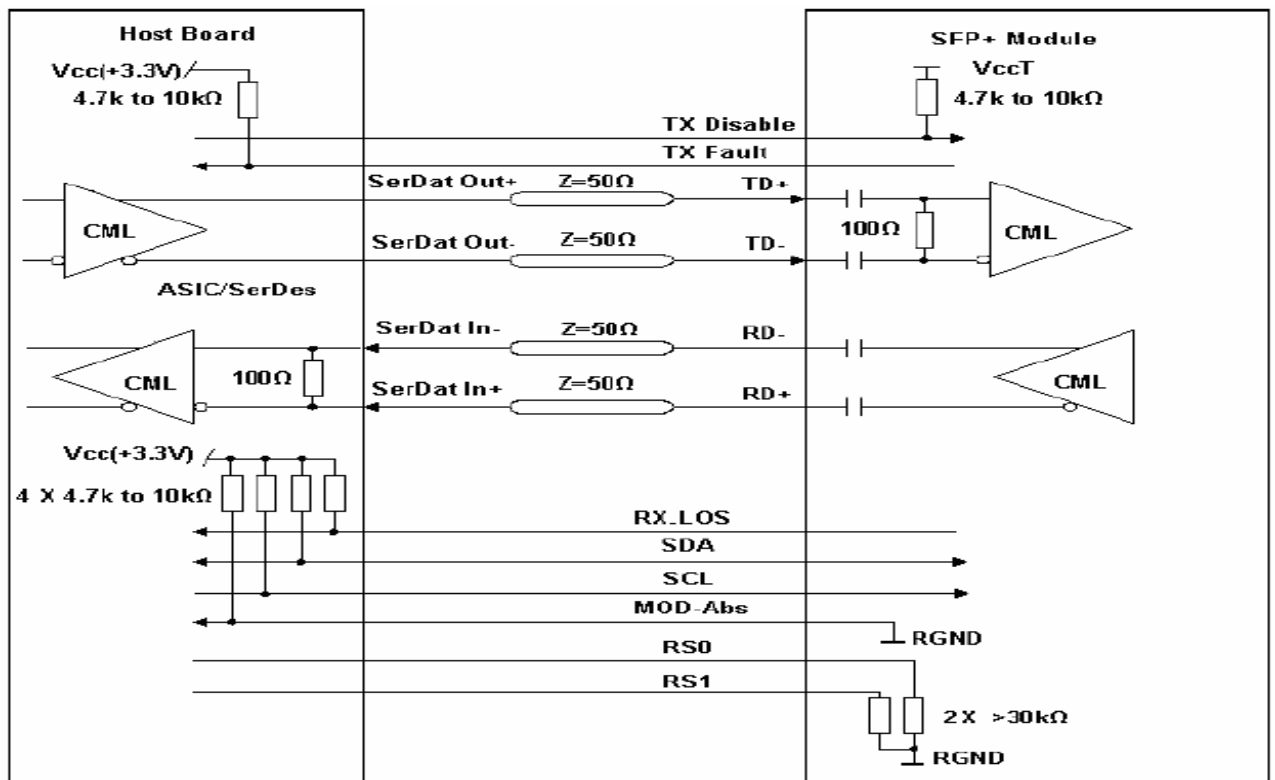 Host Board
SFP+ Module
Vcc(+3.3V)
4.7k to 10kΩ
VccT
4.7k to 10kΩ
TX Disable
TX Fault
SerDat Out+
Z=50Ω
TD+
CML
100Ω
CML
SerDat Out-
Z=50Ω
TD-
ASIC/SerDes
SerDat In-
Z=50Ω
RD-
CML
100Ω
CML
SerDat In+
Z=50Ω
RD+
Vcc(+3.3V)
4 X 4.7k to 10kΩ
RX_LOS
SDA
SCL
MOD-Abs
RGND
RS0
RS1
2X >30kΩ
RGND